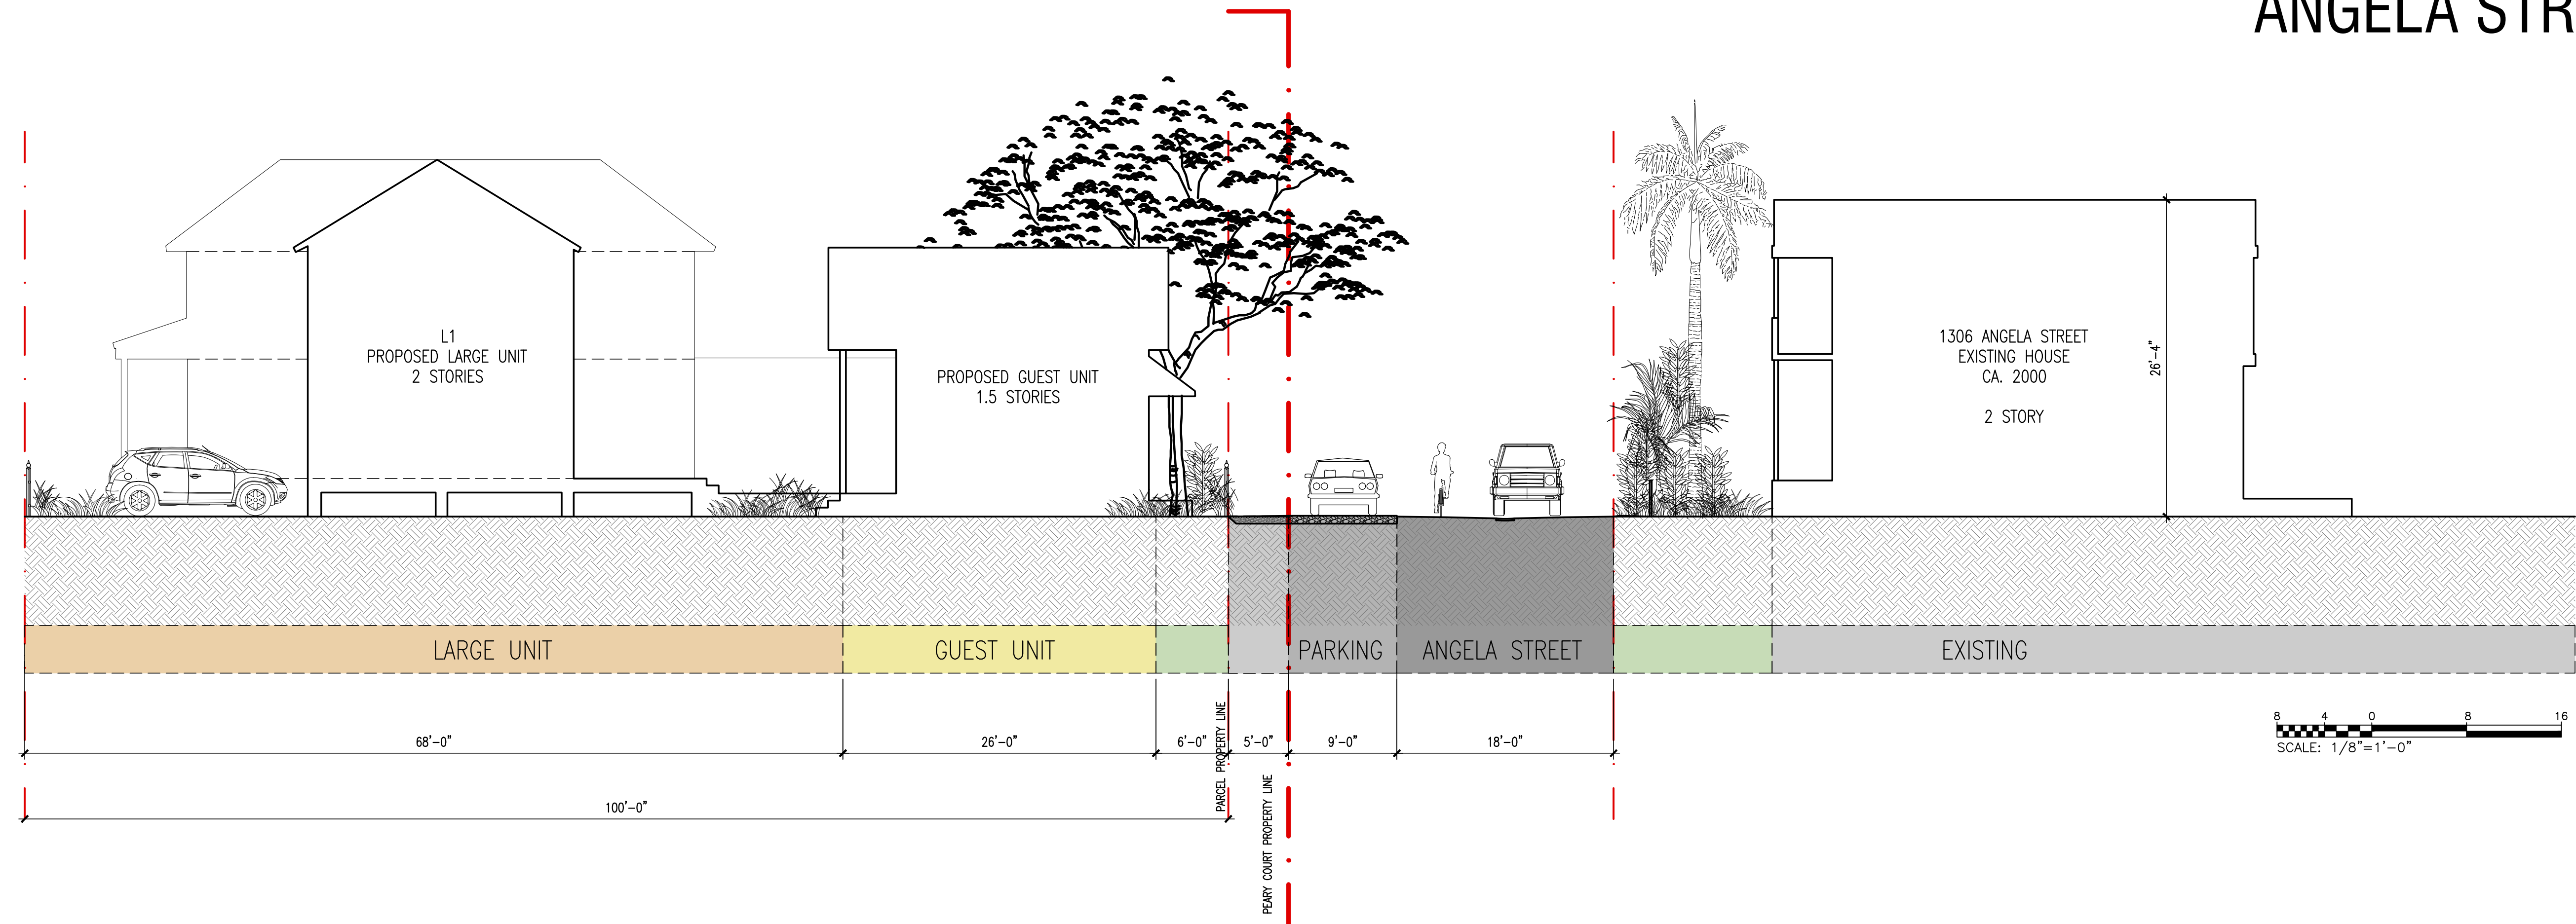 ANGELA STR
L1
PROPOSED LARGE UNIT
2 STORIES
PROPOSED GUEST UNIT
1.5 STORIES
1306 ANGELA STREET
EXISTING HOUSE
CA. 2000
2 STORY
26'-4"
LARGE UNIT
GUEST UNIT
PARKING
ANGELA STREET
EXISTING
68'-0"
26'-0"
6'-0"
5'-0"
9'-0"
18'-0"
100'-0"
PARCEL PROPERTY LINE
PEARY COURT PROPERTY LINE
8 4 0 8 16
SCALE: 1/8"=1'-0"